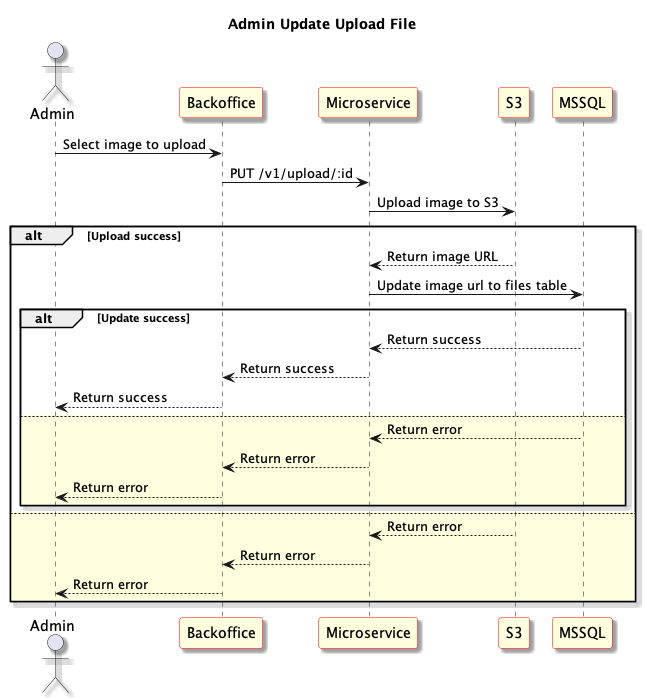 Admin Update Upload File
Admin
Backoffice
Microservice
S3
MSSQL
Select image to upload
PUT /v1/upload/:id
Upload image to S3
alt
[Upload success]
Return image URL
Update image url to files table
alt
[Update success]
Return success
Return success
Return success
Return error
Return error
Return error
Return error
Return error
Return error
Admin
Backoffice
Microservice
S3
MSSQL